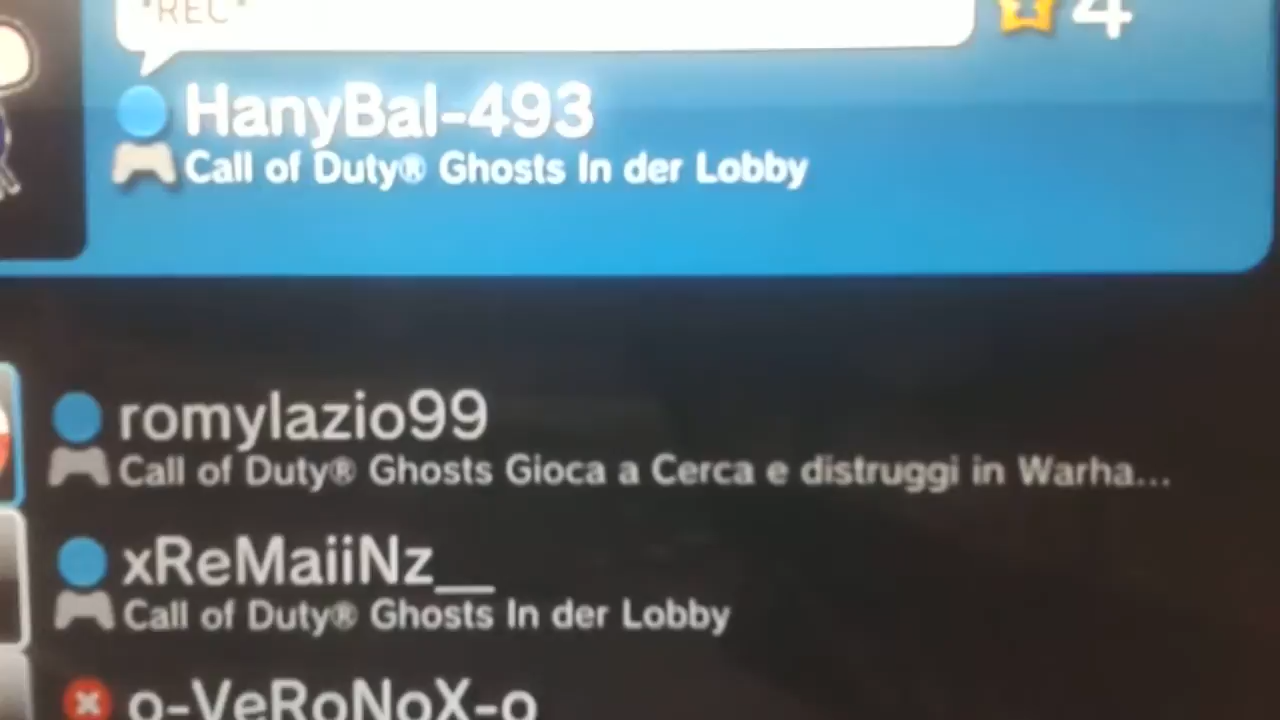 *REC*
4
HanyBal-493
Call of Duty® Ghosts In der Lobby
romylazio99
Call of Duty® Ghosts Gioca a Cerca e distruggi in Warha...
xReMaiiNz__
Call of Duty® Ghosts In der Lobby
o-VeRoNoX-o